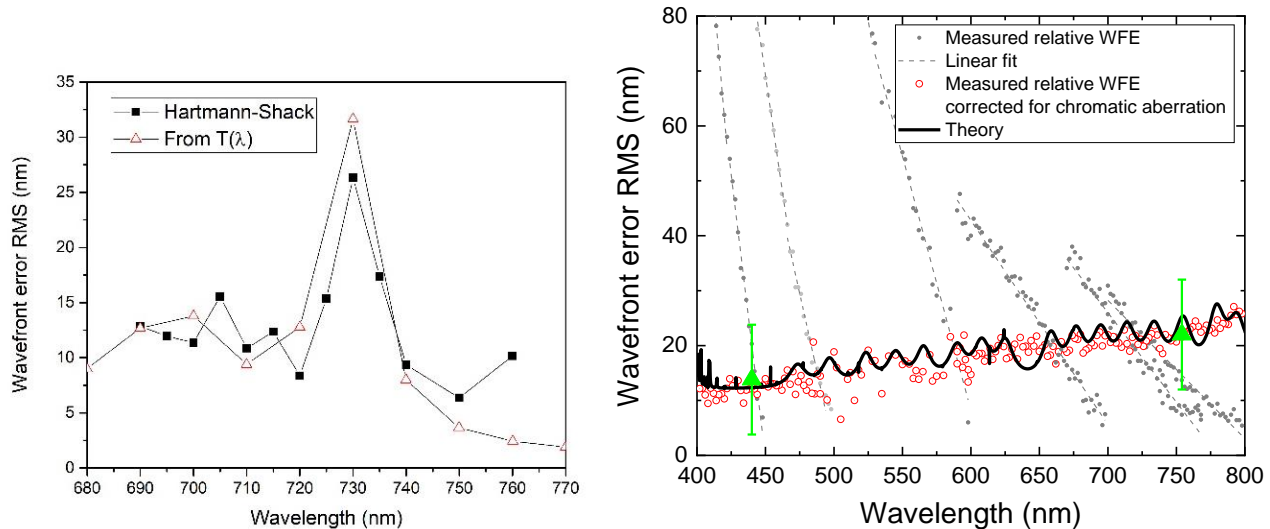 35
30
25
20
15
10
5
0
Wavefront error RMS (nm)
Hartmann-Shack
From T(λ)
680 690 700 710 720 730 740 750 760 770
Wavelength (nm)
80
60
40
20
0
Wavefront error RMS (nm)
Measured relative WFE
Linear fit
Measured relative WFE
corrected for chromatic aberration
Theory
400 450 500 550 600 650 700 750 800
Wavelength (nm)